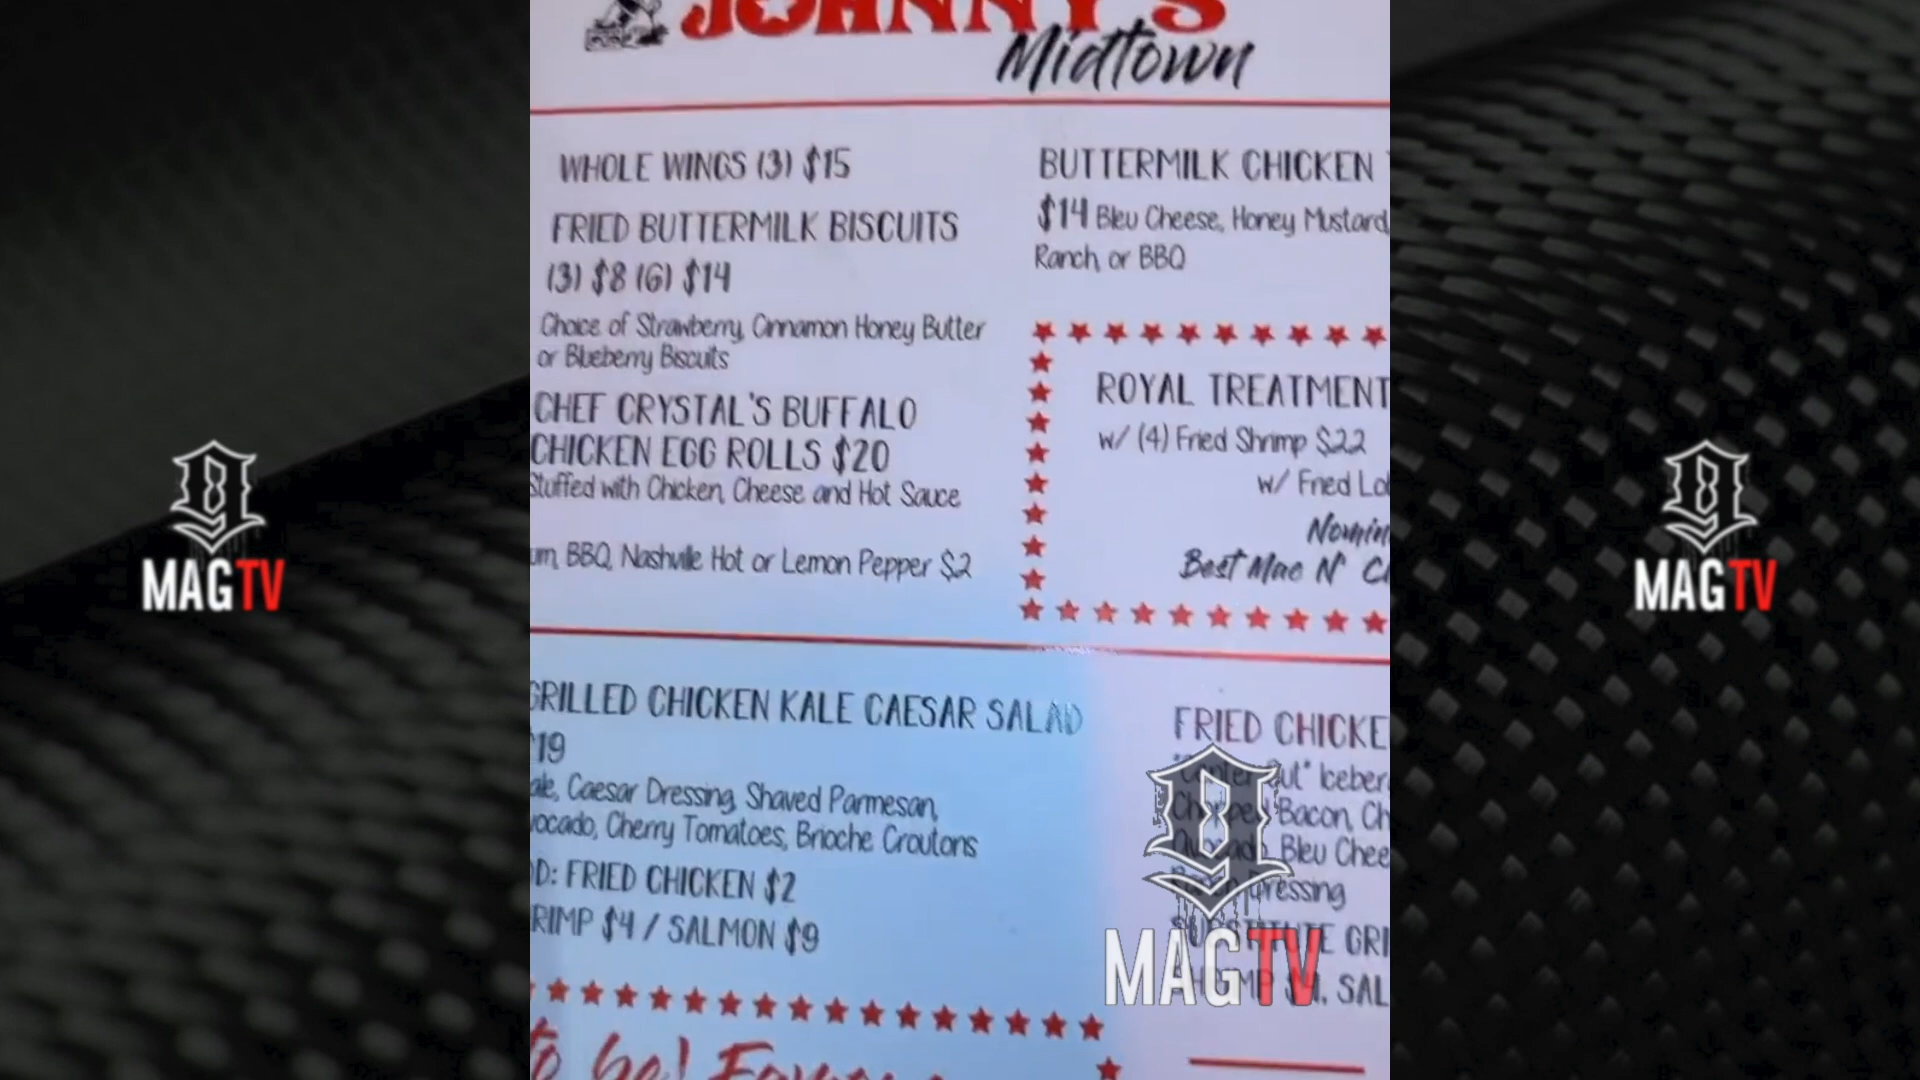 JOHNNY'S
Midtown
WHOLE WINGS (3) $15
FRIED BUTTERMILK BISCUITS
(3) $8 (6) $14
Choice of Strawberry, Cinnamon Honey Butter
or Blueberry Biscuits
CHEF CRYSTAL'S BUFFALO
CHICKEN EGG ROLLS $20
Stuffed with Chicken, Cheese and Hot Sauce
BBQ, Nashville Hot or Lemon Pepper $2
BUTTERMILK CHICKEN
$14 Bleu Cheese, Honey Mustard,
Ranch, or BBQ
ROYAL TREATMENT
w/ (4) Fried Shrimp $22
w/ Fried
Best Mac N'
GRILLED CHICKEN KALE CAESAR SALAD
$19
Caesar Dressing, Shaved Parmesan,
Cherry Tomatoes, Brioche Croutons
FRIED CHICKEN $2
$4 / SALMON $9
to be!
FRIED
Bacon,
Bleu
Dressing
MAGTV
MAGTV
MAGTV